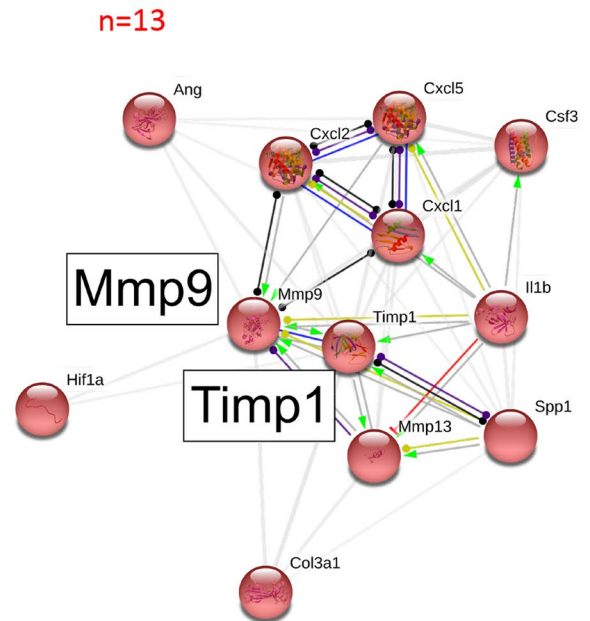 n=13
Ang
Cxcl5
Csf3
Cxcl2
Cxcl1
Mmp9
Mmp9
Il1b
Timp1
Hif1a
Timp1
Spp1
Mmp13
Col3a1